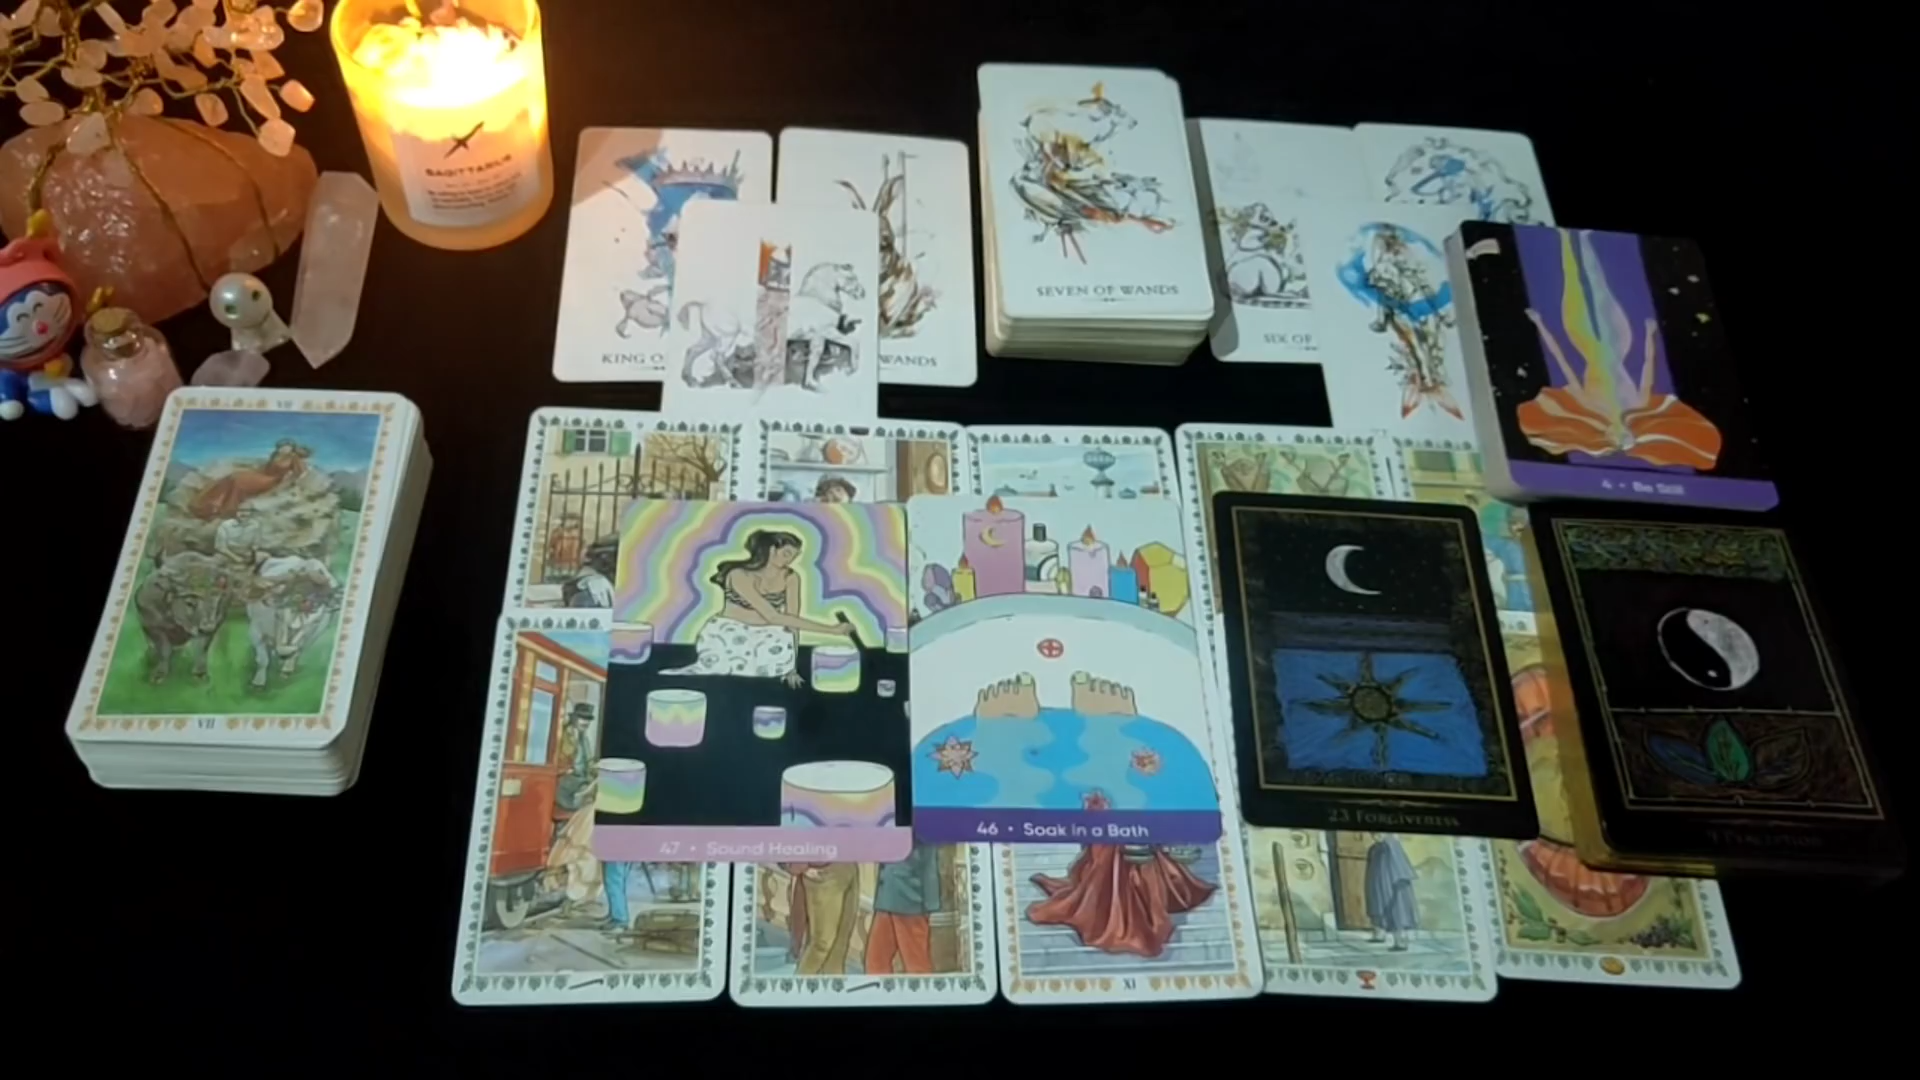 SAGITTARIUS
KING O
WANDS
SEVEN OF WANDS
SIX OF
4 • Be Still
VII
VII
47 • Sound Healing
46 • Soak in a Bath
23 FORGIVENESS
XI